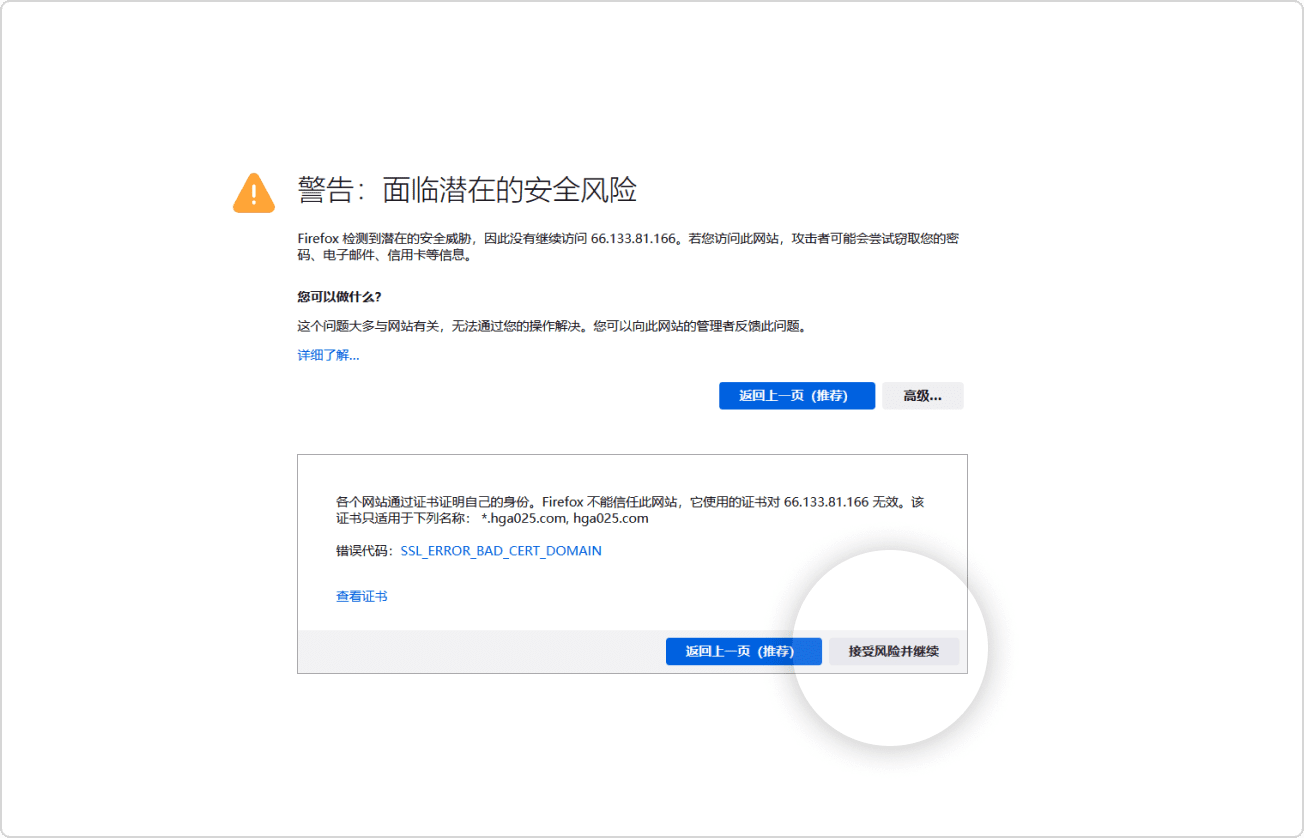 警告：面临潜在的安全风险
Firefox 检测到潜在的安全威胁，因此没有继续访问 66.133.81.166。若您访问此网站，攻击者可能会尝试窃取您的密
码、电子邮件、信用卡等信息。
您可以做什么？
这个问题大多与网站有关，无法通过您的操作解决。您可以向此网站的管理者反馈此问题。
详细了解...
返回上一页（推荐） 高级...
各个网站通过证书证明自己的身份。Firefox 不能信任此网站，它使用的证书对 66.133.81.166 无效。该
证书只适用于下列名称： *.hga025.com, hga025.com
错误代码：SSL_ERROR_BAD_CERT_DOMAIN
查看证书
返回上一页（推荐） 接受风险并继续